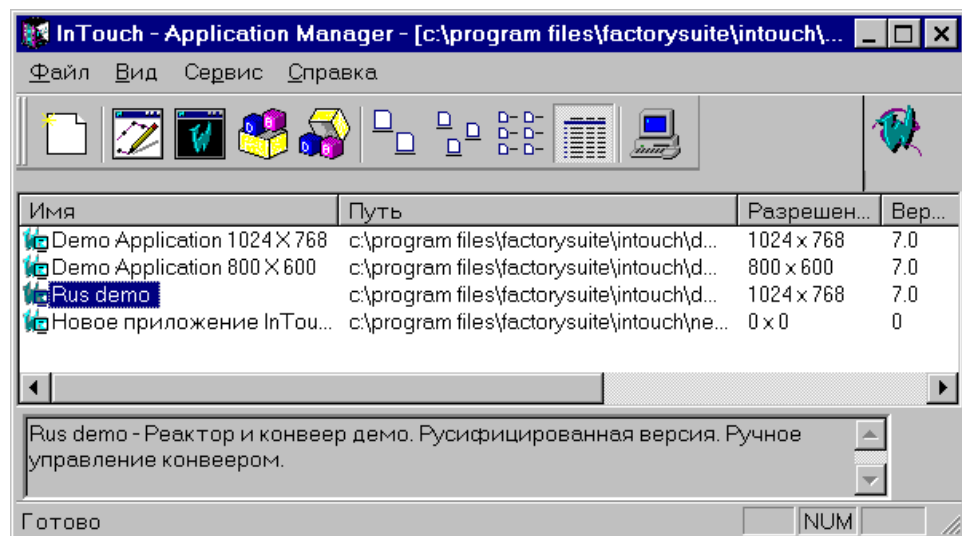 InTouch - Application Manager - [c:\program files\factorysuite\intouch\...
Файл Вид Сервис Справка
Имя Путь Разрешен... Вер...
Demo Application 1024 X 768 c:\program files\factorysuite\intouch\d... 1024 x 768 7.0
Demo Application 800 X 600 c:\program files\factorysuite\intouch\d... 800 x 600 7.0
Rus demo c:\program files\factorysuite\intouch\d... 1024 x 768 7.0
Новое приложение InTou... c:\program files\factorysuite\intouch\ne... 0 x 0 0
Rus demo - Реактор и конвеер демо. Русифицированная версия. Ручное
управление конвеером.
Готово NUM